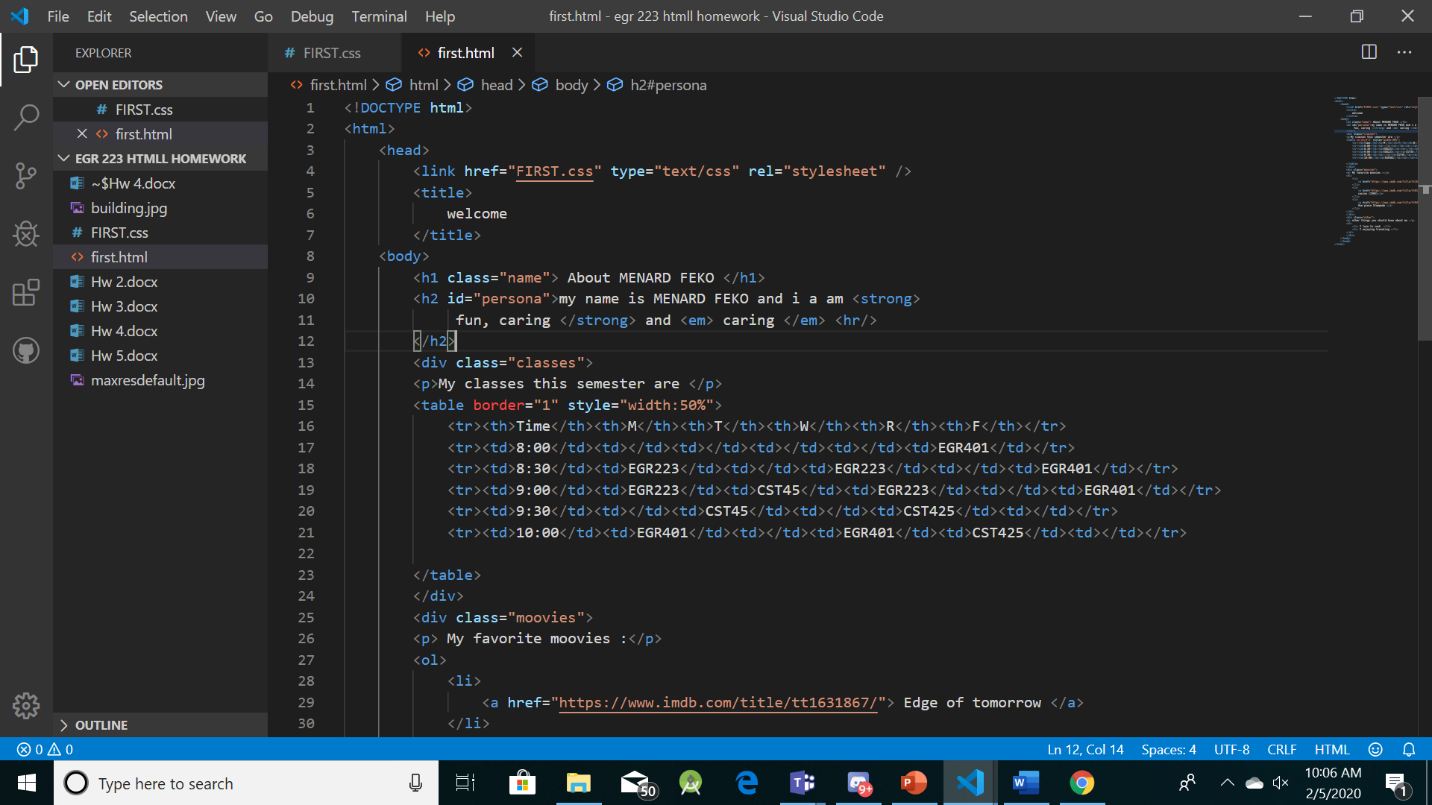 File Edit Selection View Go Debug Terminal Help first.html - egr 223 htmll homework - Visual Studio Code
EXPLORER
OPEN EDITORS
# FIRST.css
<> first.html
EGR 223 HTMLL HOMEWORK
~$Hw 4.docx
building.jpg
# FIRST.css
<> first.html
Hw 2.docx
Hw 3.docx
Hw 4.docx
Hw 5.docx
maxresdefault.jpg
OUTLINE
# FIRST.css <> first.html
<> first.html > html > head > body > h2#persona
1 <!DOCTYPE html>
2 <html>
3 <head>
4 <link href="FIRST.css" type="text/css" rel="stylesheet" />
5 <title>
6 welcome
7 </title>
8 <body>
9 <h1 class="name"> About MENARD FEKO </h1>
10 <h2 id="persona">my name is MENARD FEKO and i a am <strong>
11 fun, caring </strong> and <em> caring </em> <hr/>
12 </h2>
13 <div class="classes">
14 <p>My classes this semester are </p>
15 <table border="1" style="width:50%">
16 <tr><th>Time</th><th>M</th><th>T</th><th>W</th><th>R</th><th>F</th></tr>
17 <tr><td>8:00</td><td></td><td></td><td></td><td></td><td>EGR401</td></tr>
18 <tr><td>8:30</td><td>EGR223</td><td></td><td>EGR223</td><td></td><td>EGR401</td></tr>
19 <tr><td>9:00</td><td>EGR223</td><td>CST45</td><td>EGR223</td><td></td><td>EGR401</td></tr>
20 <tr><td>9:30</td><td></td><td>CST45</td><td></td><td>CST425</td><td></td></tr>
21 <tr><td>10:00</td><td>EGR401</td><td></td><td>EGR401</td><td>CST425</td><td></td></tr>
22
23 </table>
24 </div>
25 <div class="moovies">
26 <p> My favorite moovies :</p>
27 <ol>
28 <li>
29 <a href="https://www.imdb.com/title/tt1631867/"> Edge of tomorrow </a>
30 </li>
0 0 Ln 12, Col 14 Spaces: 4 UTF-8 CRLF HTML
Type here to search 50 9+ 10:06 AM
2/5/2020 1